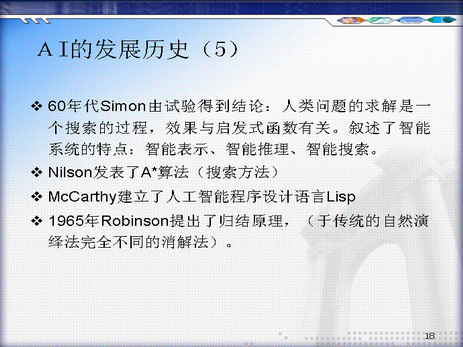 AI的发展历史（5）
❖ 60年代Simon由试验得到结论：人类问题的求解是一
个搜索的过程，效果与启发式函数有关。叙述了智能
系统的特点：智能表示、智能推理、智能搜索。
❖ Nilson发表了A*算法（搜索方法）
❖ McCarthy建立了人工智能程序设计语言Lisp
❖ 1965年Robinson提出了归结原理，（于传统的自然演
绎法完全不同的消解法）。
18